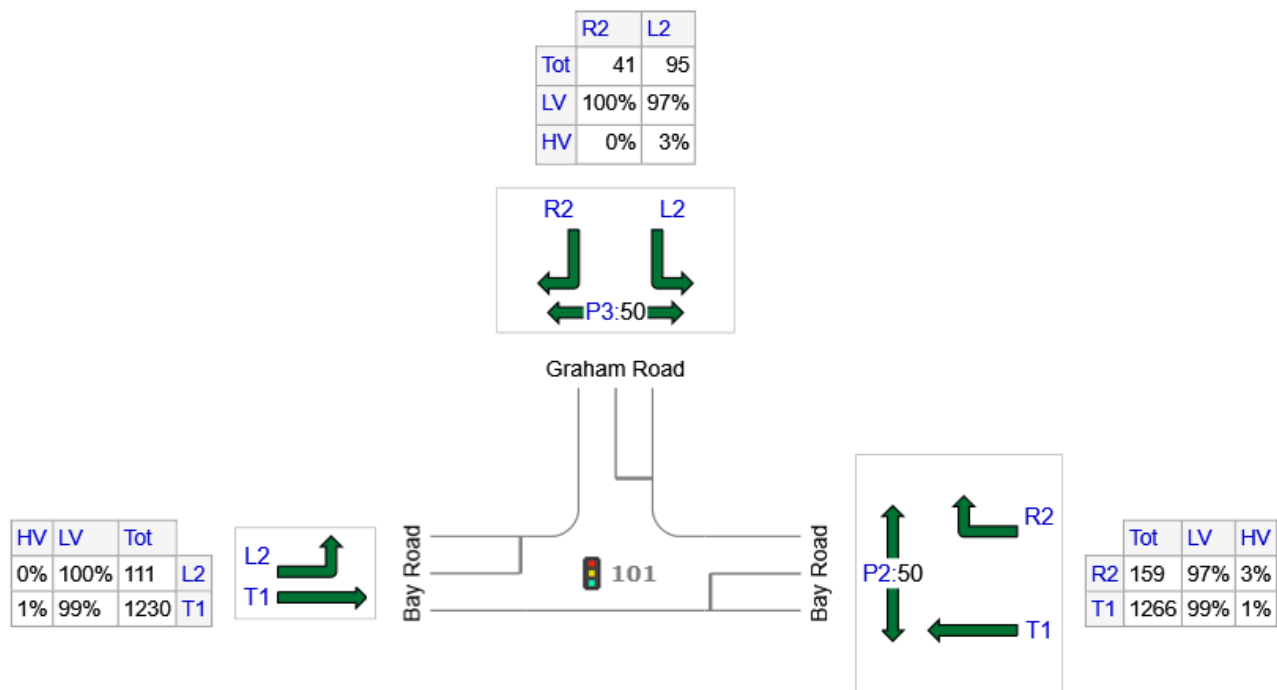 R2 L2
Tot 41 95
LV 100% 97%
HV 0% 3%
R2 L2
P3:50
Graham Road
HV LV Tot
0% 100% 111 L2
1% 99% 1230 T1
L2
T1
Bay Road
101
Bay Road
P2:50
R2
T1
Tot LV HV
R2 159 97% 3%
T1 1266 99% 1%